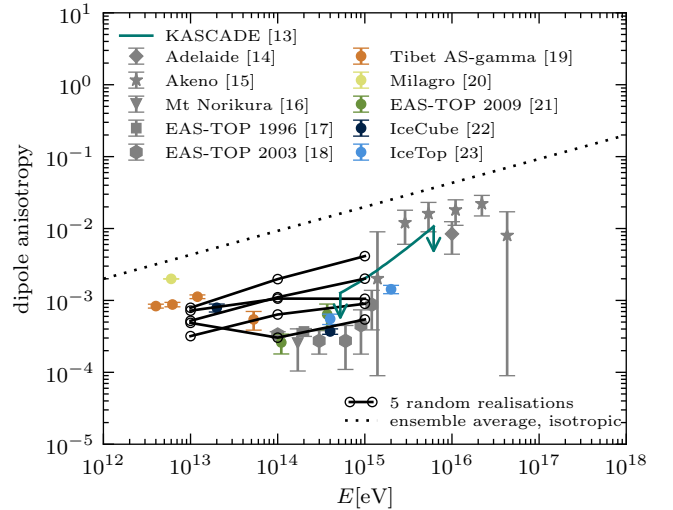 10^1
10^0
10^−1
10^−2
10^−3
10^−4
10^−5
dipole anisotropy
KASCADE [13]
Adelaide [14]
Akeno [15]
Mt Norikura [16]
EAS-TOP 1996 [17]
EAS-TOP 2003 [18]
Tibet AS-gamma [19]
Milagro [20]
EAS-TOP 2009 [21]
IceCube [22]
IceTop [23]
5 random realisations
ensemble average, isotropic
10^12 10^13 10^14 10^15 10^16 10^17 10^18
E[eV]